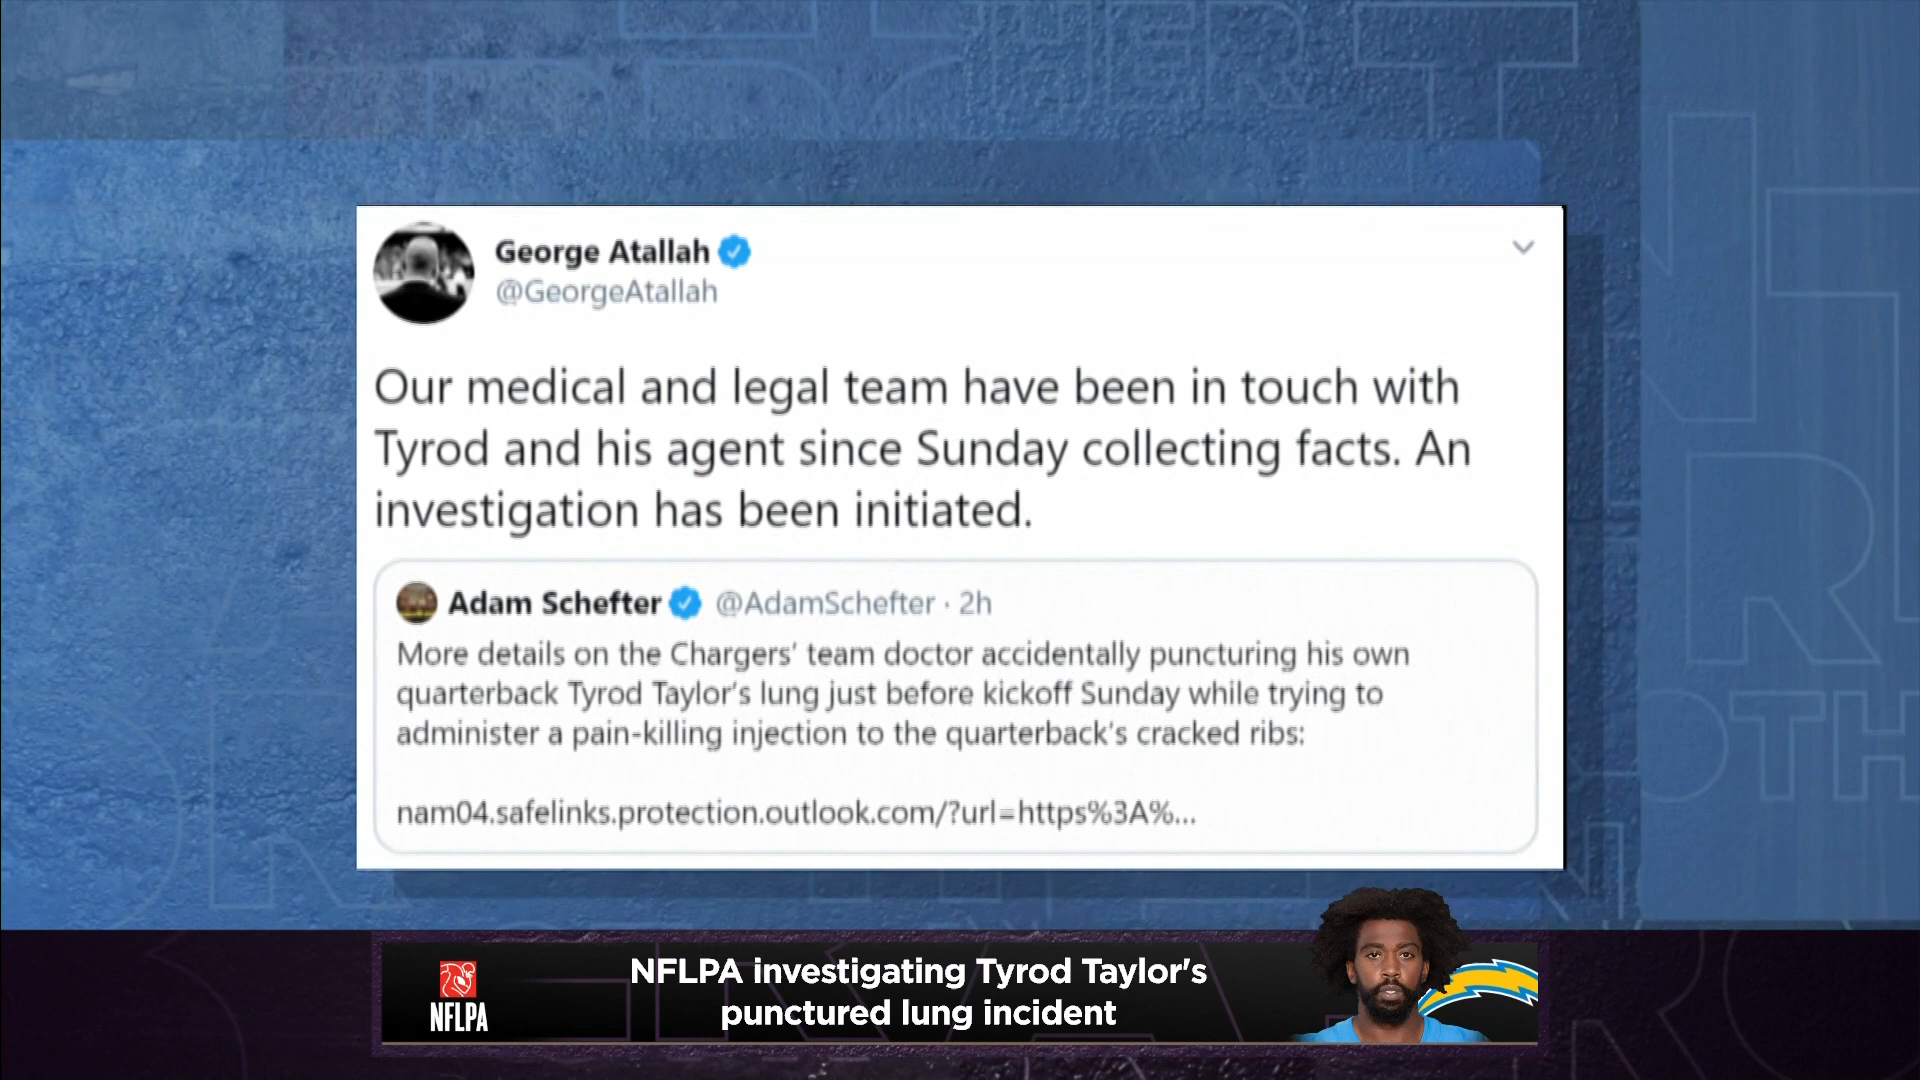 George Atallah
@GeorgeAtallah
Our medical and legal team have been in touch with
Tyrod and his agent since Sunday collecting facts. An
investigation has been initiated.
Adam Schefter @AdamSchefter · 2h
More details on the Chargers' team doctor accidentally puncturing his own
quarterback Tyrod Taylor's lung just before kickoff Sunday while trying to
administer a pain-killing injection to the quarterback's cracked ribs:
nam04.safelinks.protection.outlook.com/?url=https%3A%...
NFLPA
NFLPA investigating Tyrod Taylor's
punctured lung incident